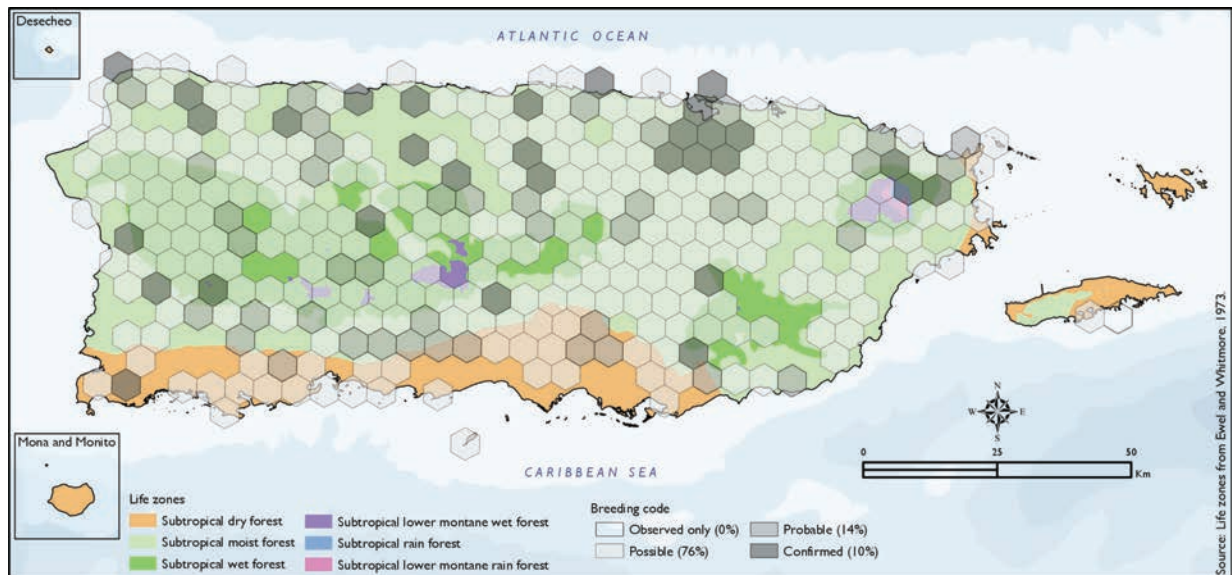 Desecheo
ATLANTIC OCEAN
N
W E
S
Mona and Monito
CARIBBEAN SEA
0 25 50
Km
Life zones
Subtropical dry forest
Subtropical moist forest
Subtropical wet forest
Subtropical lower montane wet forest
Subtropical rain forest
Subtropical lower montane rain forest
Breeding code
Observed only (0%)
Possible (76%)
Probable (14%)
Confirmed (10%)
Source: Life zones from Ewel and Whitmore, 1973.